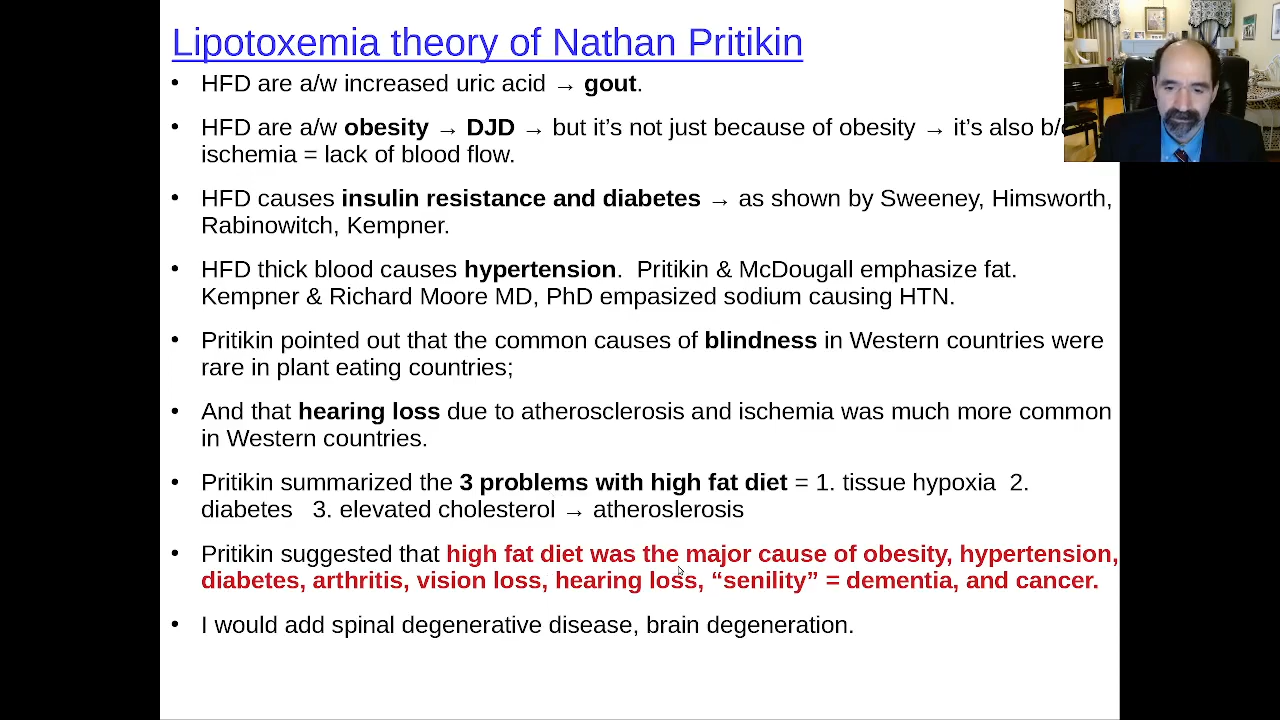 Lipotoxemia theory of Nathan Pritikin
• HFD are a/w increased uric acid → gout.
• HFD are a/w obesity → DJD → but it’s not just because of obesity → it’s also
ischemia = lack of blood flow.
• HFD causes insulin resistance and diabetes → as shown by Sweeney, Himsworth,
Rabinowitch, Kempner.
• HFD thick blood causes hypertension.  Pritikin & McDougall emphasize fat.
Kempner & Richard Moore MD, PhD empasized sodium causing HTN.
• Pritikin pointed out that the common causes of blindness in Western countries were
rare in plant eating countries;
• And that hearing loss due to atherosclerosis and ischemia was much more common
in Western countries.
• Pritikin summarized the 3 problems with high fat diet = 1. tissue hypoxia  2.
diabetes   3. elevated cholesterol → atheroslerosis
• Pritikin suggested that high fat diet was the major cause of obesity, hypertension,
diabetes, arthritis, vision loss, hearing loss, “senility” = dementia, and cancer.
• I would add spinal degenerative disease, brain degeneration.